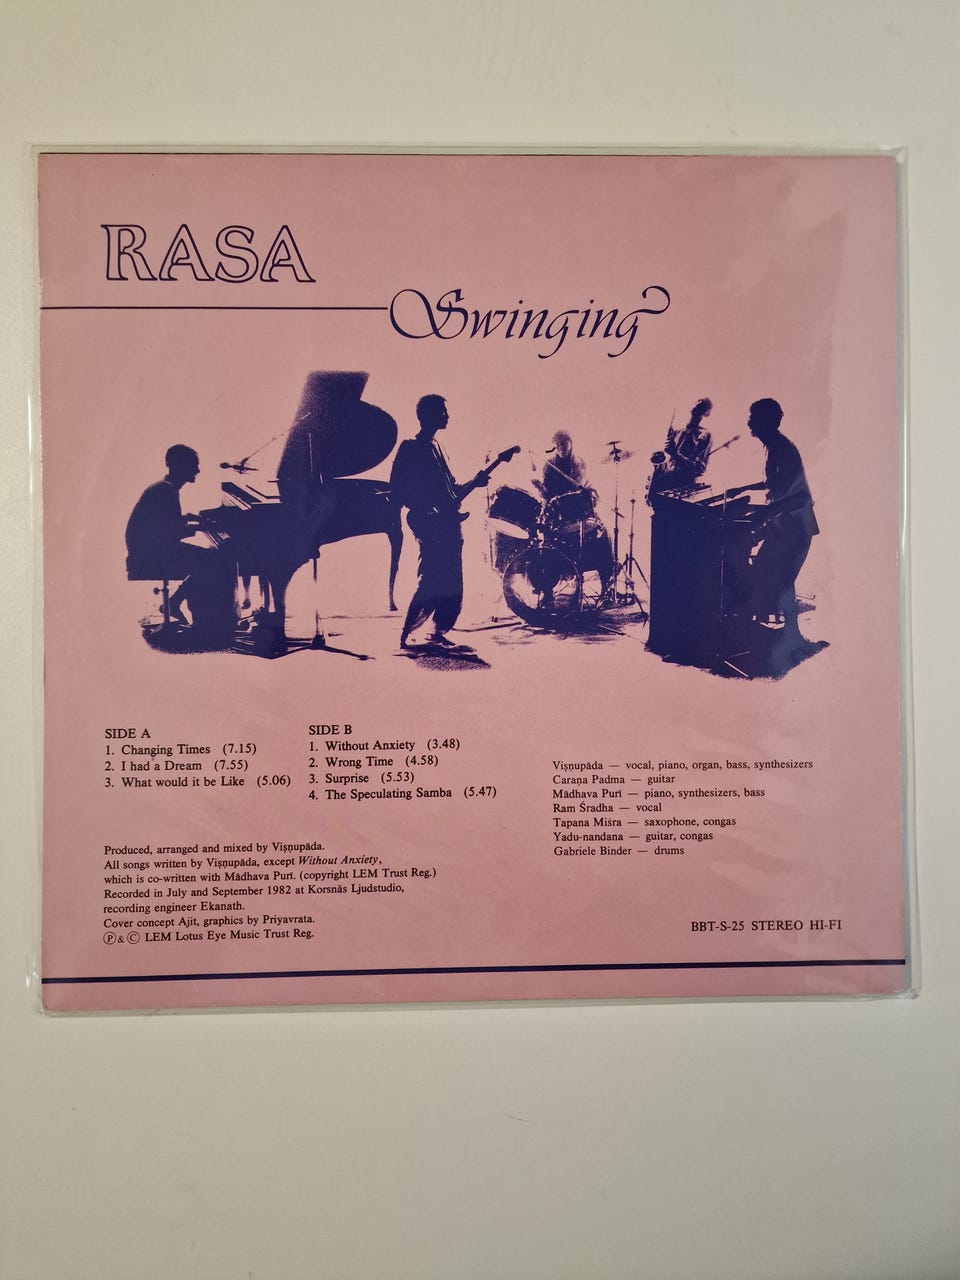 RASA
Swinging
SIDE A
1. Changing Times (7.15)
2. I had a Dream (7.55)
3. What would it be Like (5.06)
SIDE B
1. Without Anxiety (3.48)
2. Wrong Time (4.58)
3. Surprise (5.53)
4. The Speculating Samba (5.47)
Viṣṇupāda — vocal, piano, organ, bass, synthesizers
Caraṇa Padma — guitar
Mādhava Purī — piano, synthesizers, bass
Ram Śradha — vocal
Tapana Miśra — saxophone, congas
Yadu-nandana — guitar, congas
Gabriele Binder — drums
Produced, arranged and mixed by Viṣṇupāda.
All songs written by Viṣṇupāda, except Without Anxiety,
which is co-written with Mādhava Purī. (copyright LEM Trust Reg.)
Recorded in July and September 1982 at Korsnäs Ljudstudio,
recording engineer Ekanath.
Cover concept Ajit, graphics by Priyavrata.
Ⓟ & Ⓒ LEM Lotus Eye Music Trust Reg.
BBT-S-25 STEREO HI-FI